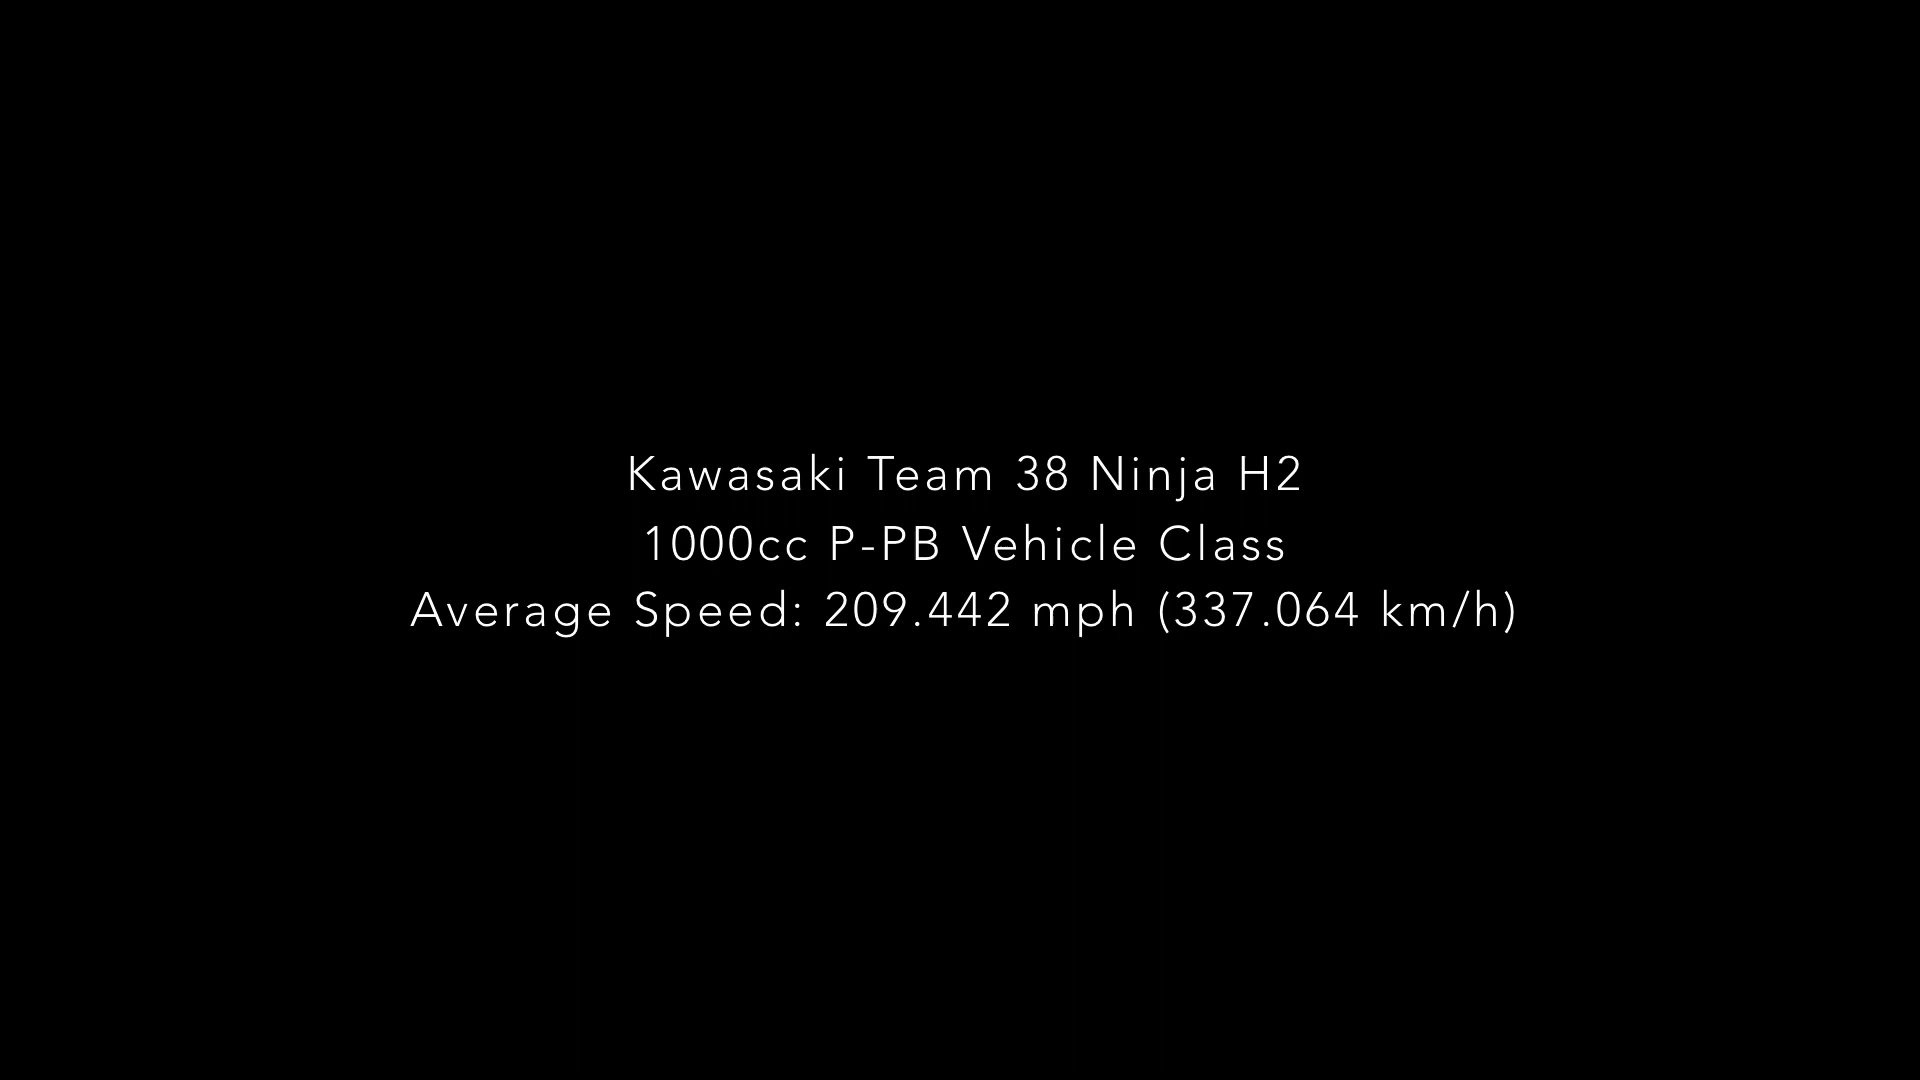 Kawasaki Team 38 Ninja H2
1000cc P-PB Vehicle Class
Average Speed: 209.442 mph (337.064 km/h)